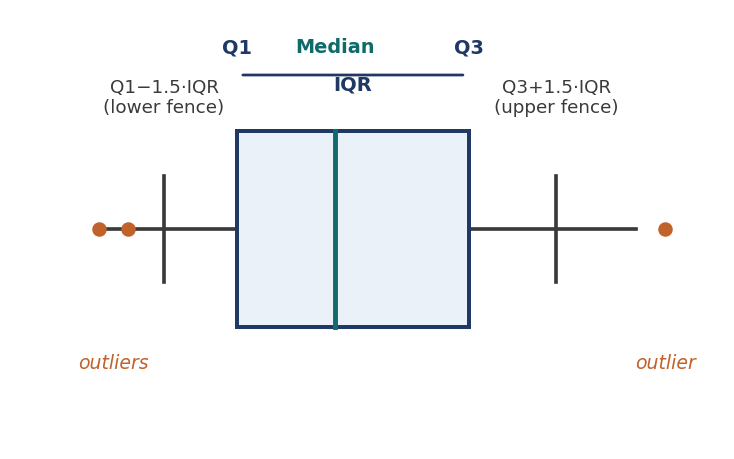 Q1
Median
Q3
IQR
Q1−1.5·IQR
(lower fence)
Q3+1.5·IQR
(upper fence)
outliers
outlier